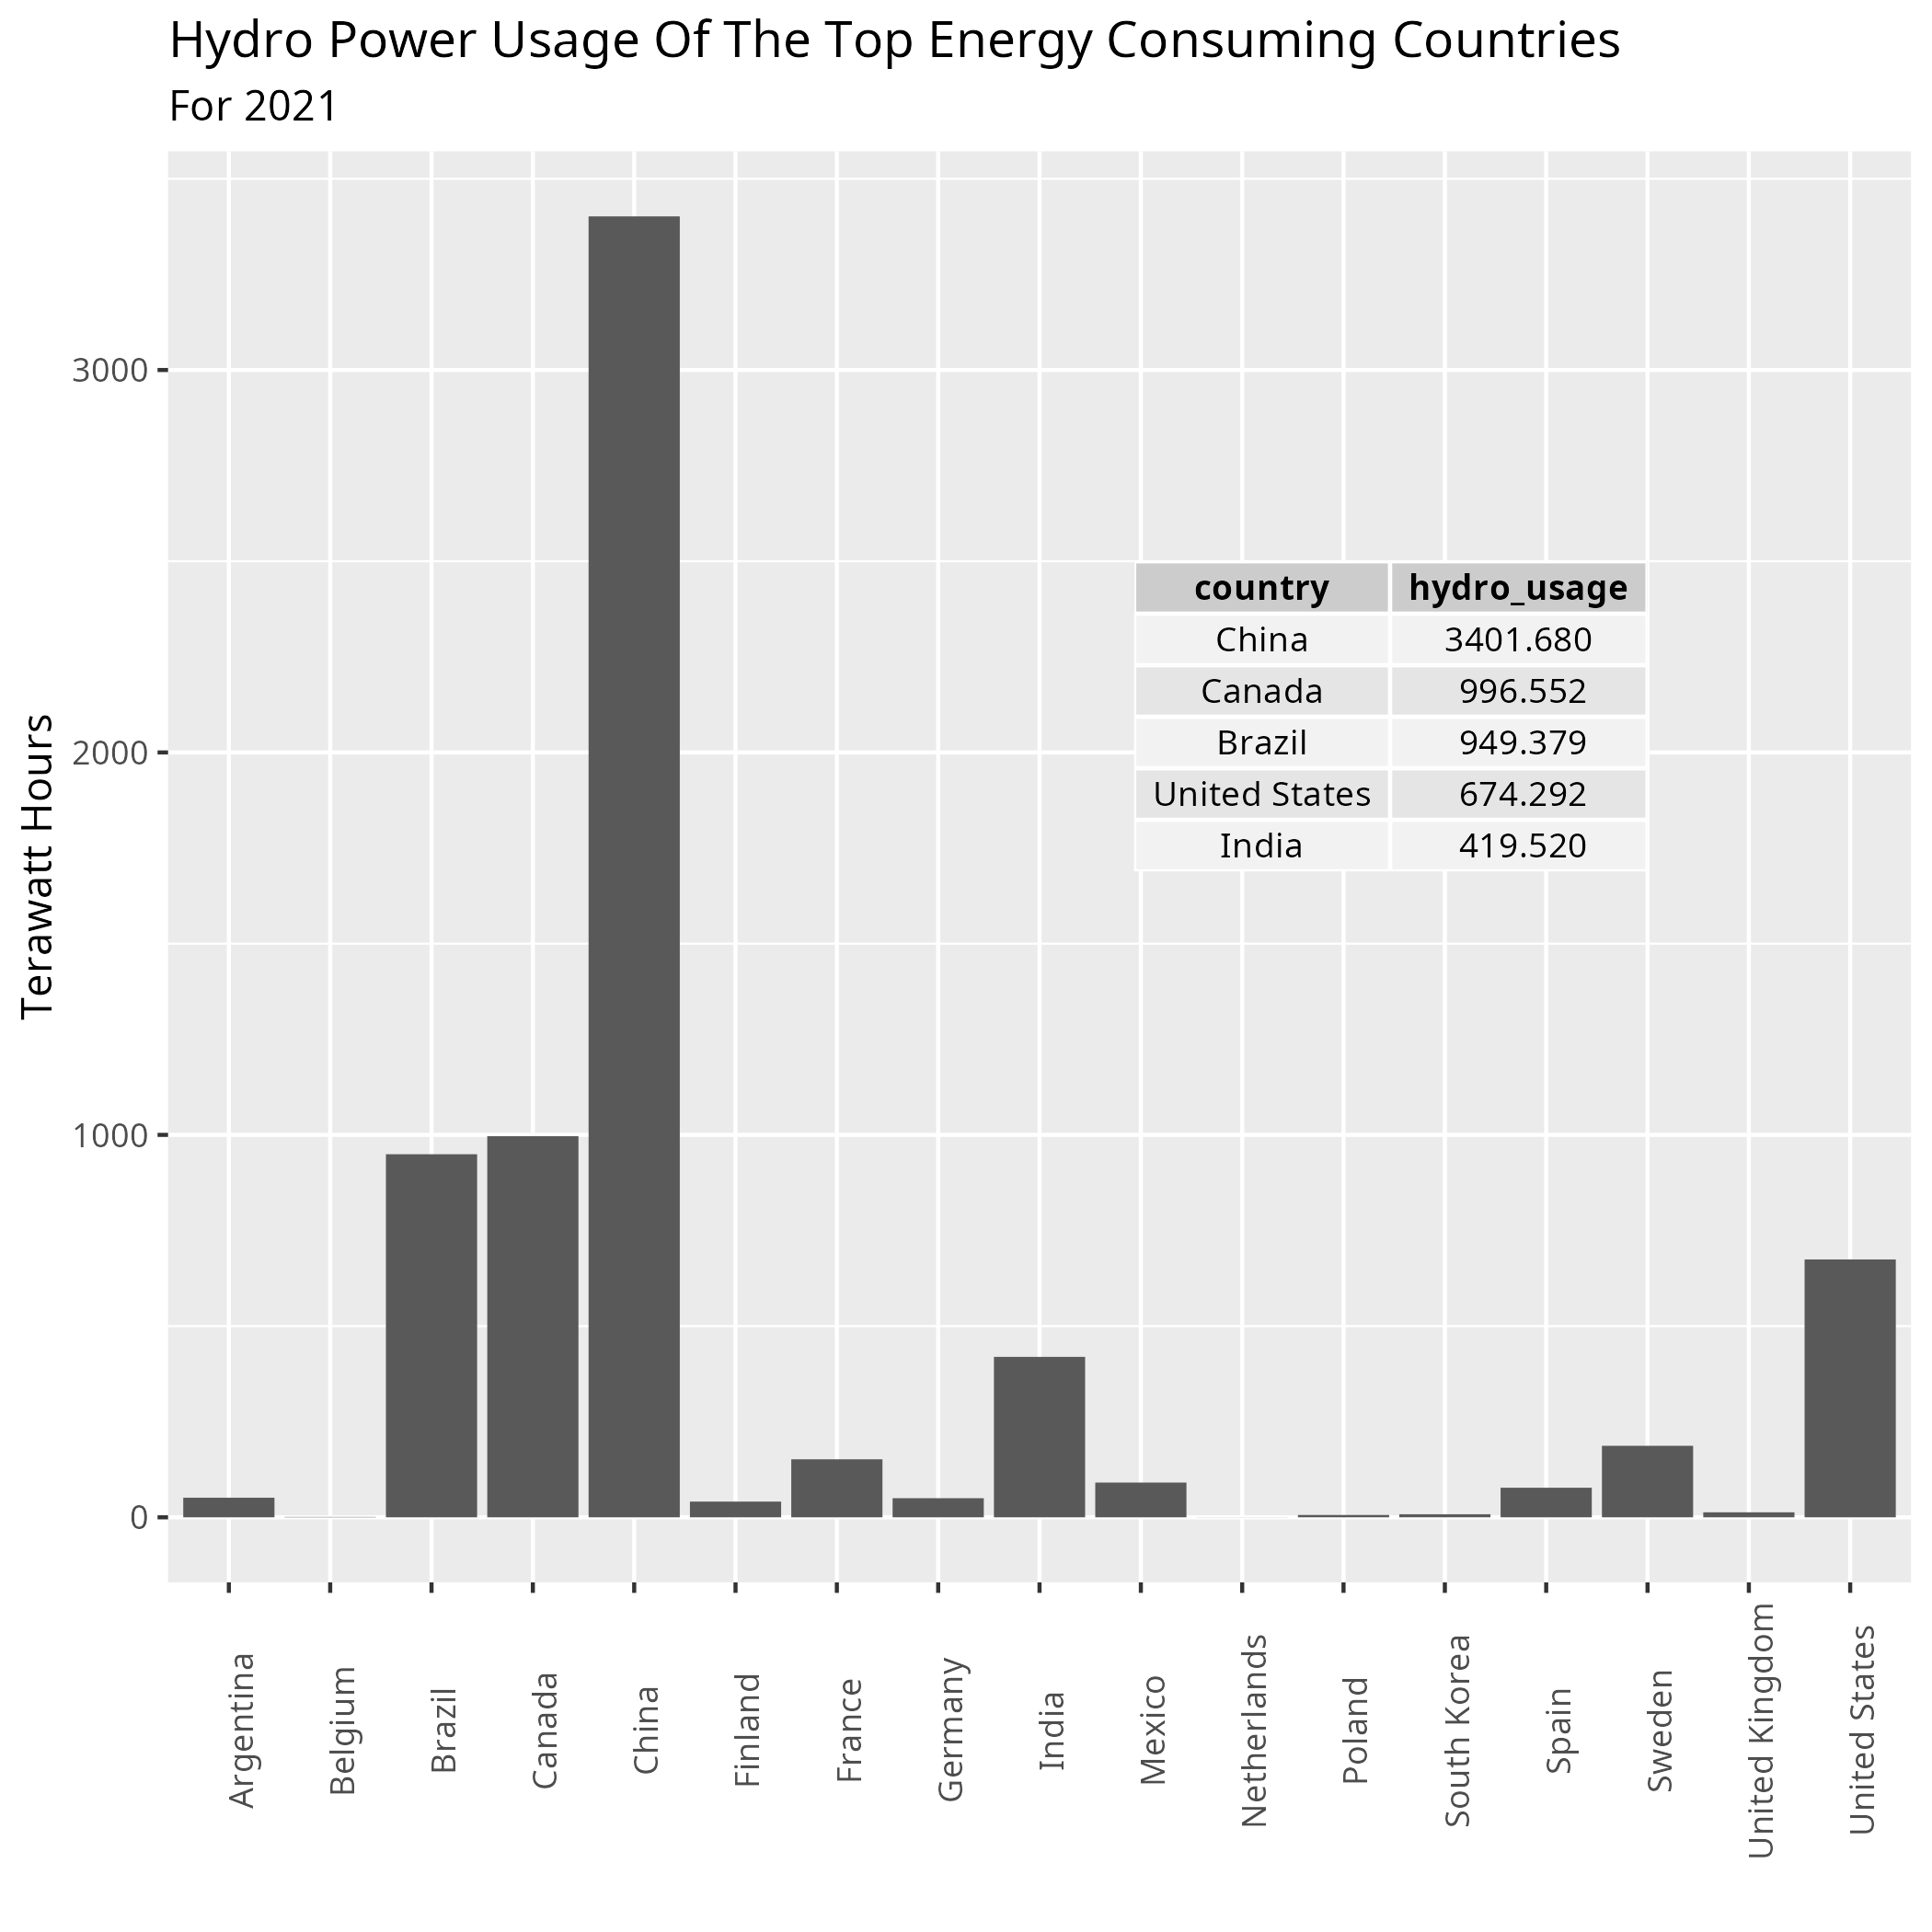 Hydro Power Usage Of The Top Energy Consuming Countries
For 2021
Terawatt Hours
3000
2000
1000
0
country hydro_usage
China 3401.680
Canada 996.552
Brazil 949.379
United States 674.292
India 419.520
Argentina
Belgium
Brazil
Canada
China
Finland
France
Germany
India
Mexico
Netherlands
Poland
South Korea
Spain
Sweden
United Kingdom
United States